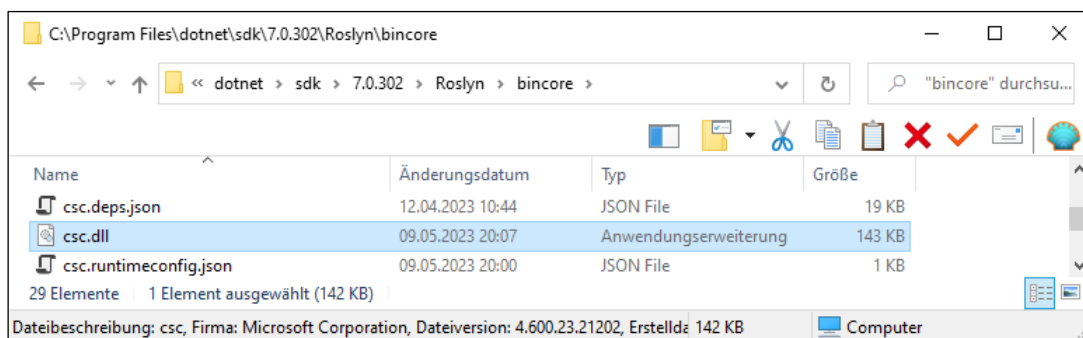 C:\Program Files\dotnet\sdk\7.0.302\Roslyn\bincore
« dotnet › sdk › 7.0.302 › Roslyn › bincore › "bincore" durchsu...
Name Änderungsdatum Typ Größe
csc.deps.json 12.04.2023 10:44 JSON File 19 KB
csc.dll 09.05.2023 20:07 Anwendungserweiterung 143 KB
csc.runtimeconfig.json 09.05.2023 20:00 JSON File 1 KB
29 Elemente 1 Element ausgewählt (142 KB)
Dateibeschreibung: csc, Firma: Microsoft Corporation, Dateiversion: 4.600.23.21202, Erstellda 142 KB Computer